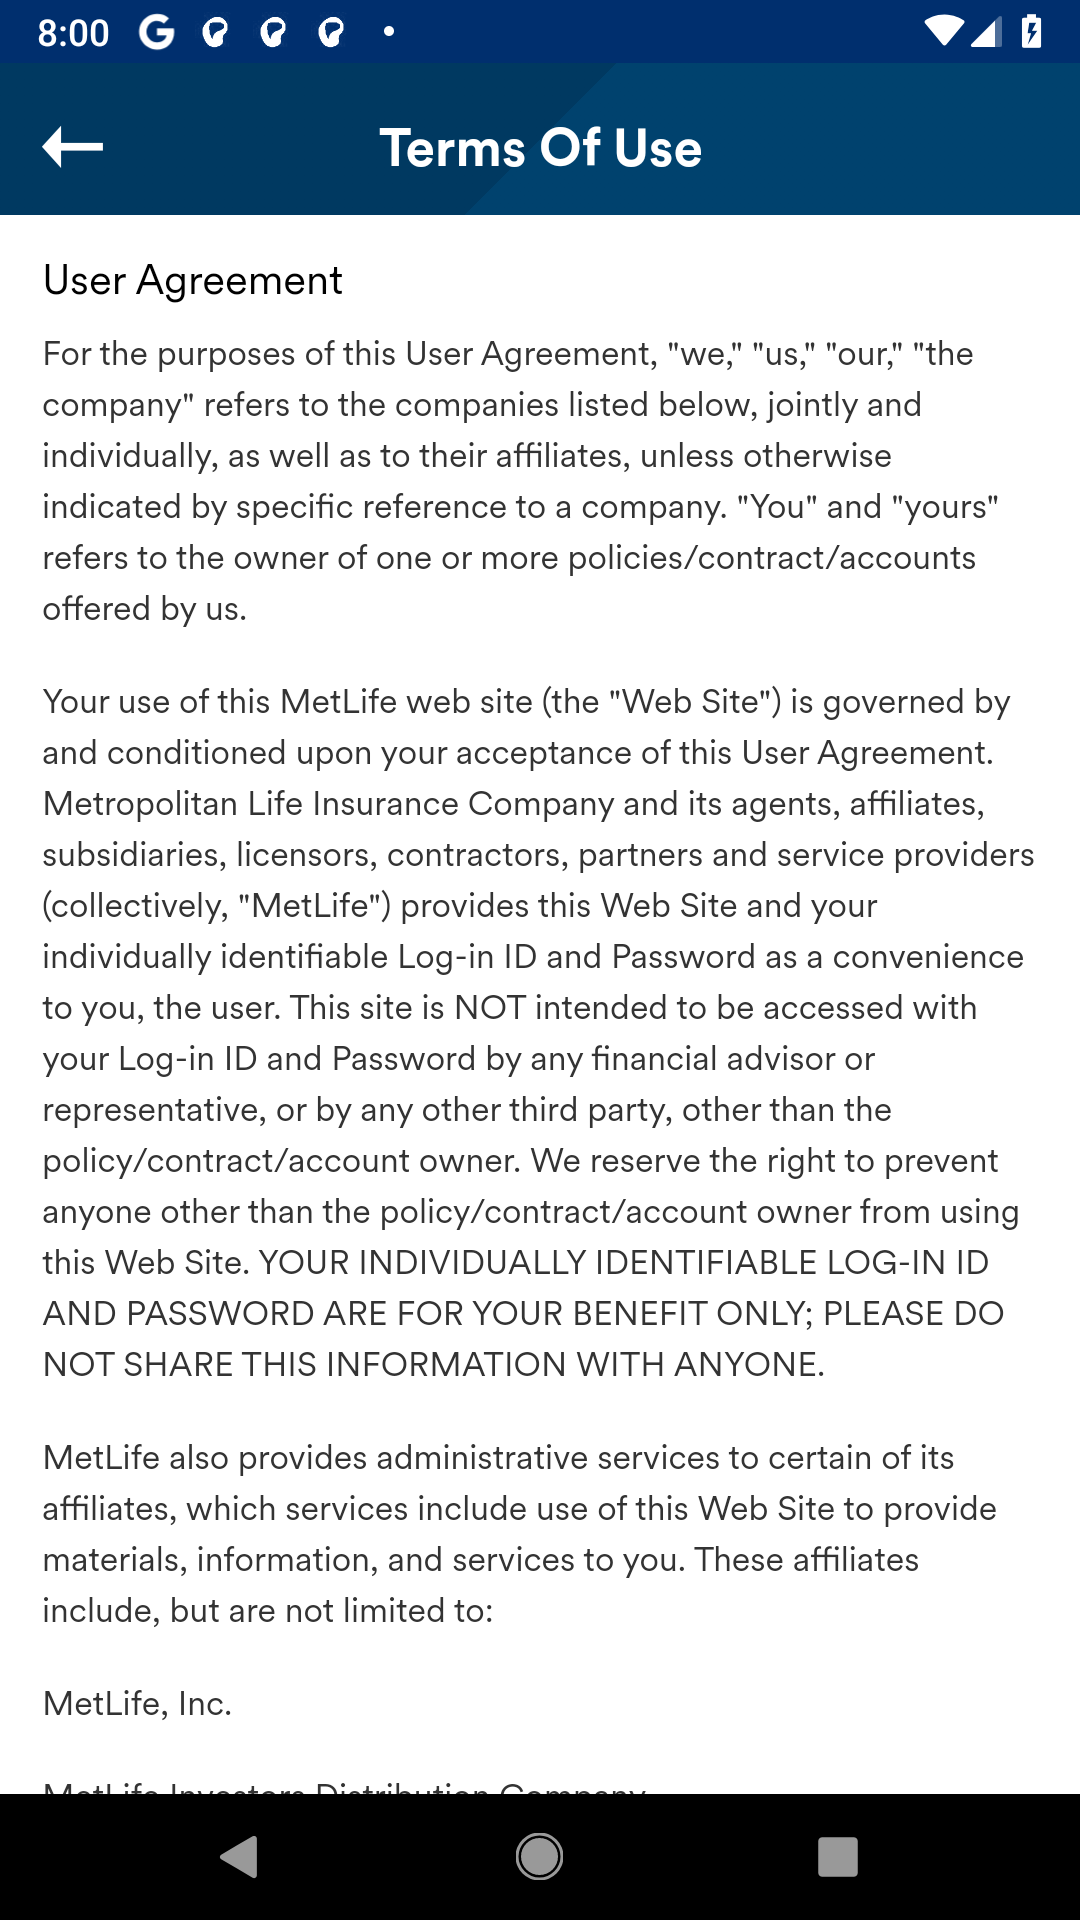 8:00
Terms Of Use
User Agreement
For the purposes of this User Agreement, "we," "us," "our," "the
company" refers to the companies listed below, jointly and
individually, as well as to their affiliates, unless otherwise
indicated by specific reference to a company. "You" and "yours"
refers to the owner of one or more policies/contract/accounts
offered by us.
Your use of this MetLife web site (the "Web Site") is governed by
and conditioned upon your acceptance of this User Agreement.
Metropolitan Life Insurance Company and its agents, affiliates,
subsidiaries, licensors, contractors, partners and service providers
(collectively, "MetLife") provides this Web Site and your
individually identifiable Log-in ID and Password as a convenience
to you, the user. This site is NOT intended to be accessed with
your Log-in ID and Password by any financial advisor or
representative, or by any other third party, other than the
policy/contract/account owner. We reserve the right to prevent
anyone other than the policy/contract/account owner from using
this Web Site. YOUR INDIVIDUALLY IDENTIFIABLE LOG-IN ID
AND PASSWORD ARE FOR YOUR BENEFIT ONLY; PLEASE DO
NOT SHARE THIS INFORMATION WITH ANYONE.
MetLife also provides administrative services to certain of its
affiliates, which services include use of this Web Site to provide
materials, information, and services to you. These affiliates
include, but are not limited to:
MetLife, Inc.
MetLife Investors Distribution Company